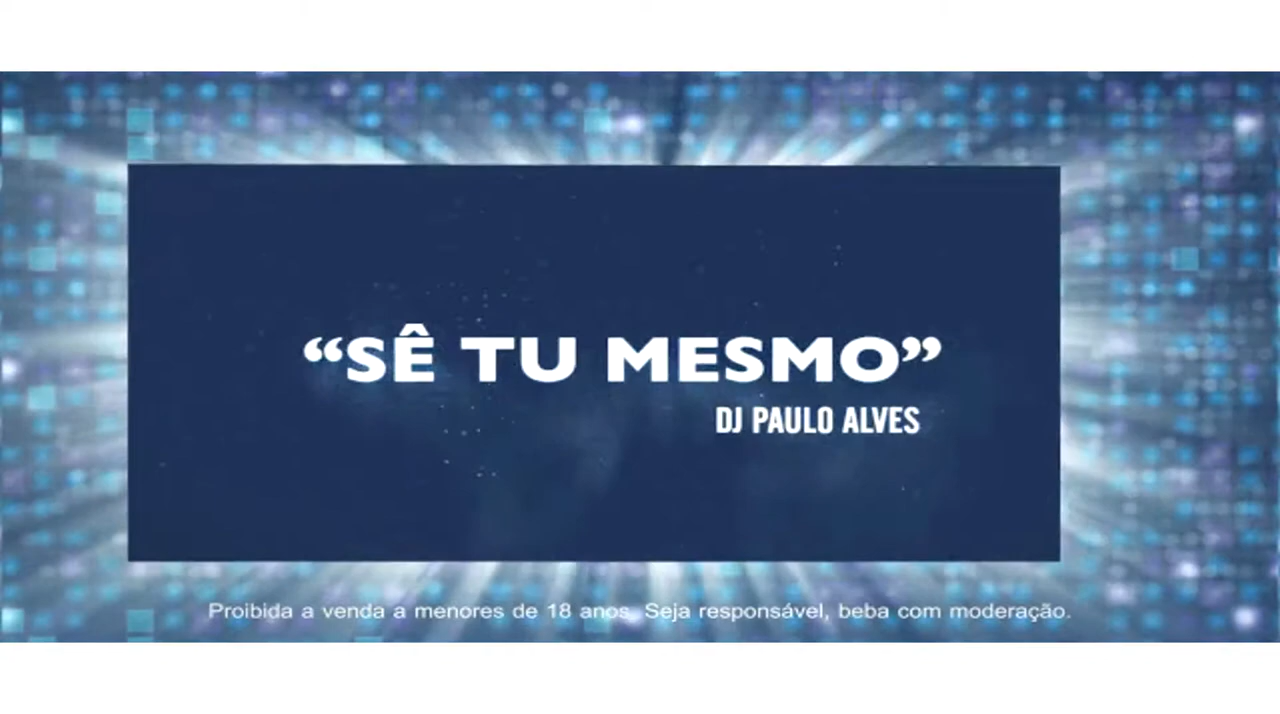 “SÊ TU MESMO”
DJ PAULO ALVES
Proibida a venda a menores de 18 anos. Seja responsável, beba com moderação.